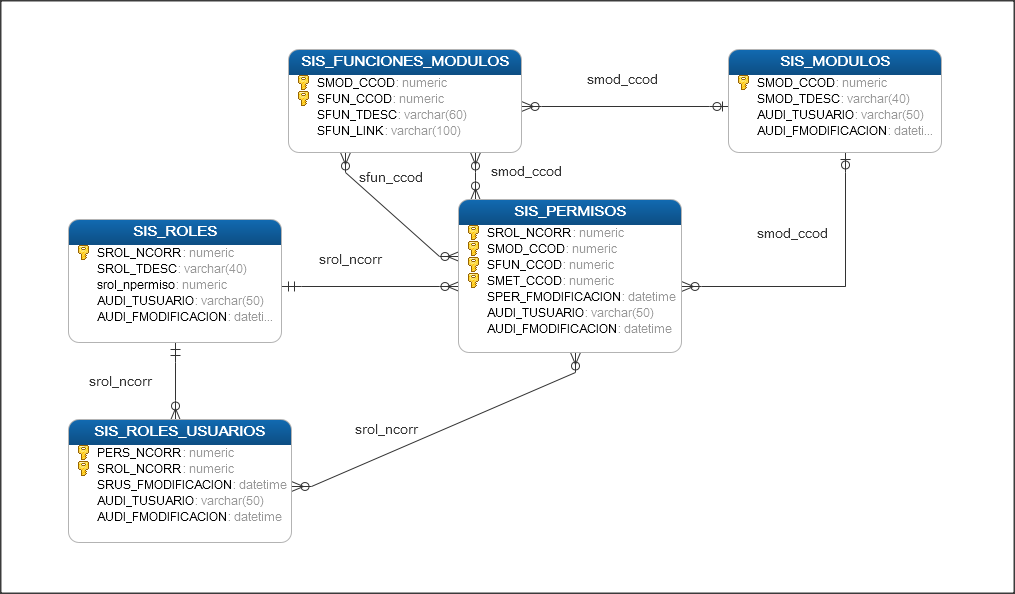 SIS_FUNCIONES_MODULOS
SMOD_CCOD: numeric
SFUN_CCOD: numeric
SFUN_TDESC: varchar(60)
SFUN_LINK: varchar(100)
smod_ccod
SIS_MODULOS
SMOD_CCOD: numeric
SMOD_TDESC: varchar(40)
AUDI_TUSUARIO: varchar(50)
AUDI_FMODIFICACION: dateti...
sfun_ccod
smod_ccod
smod_ccod
SIS_PERMISOS
SROL_NCORR: numeric
SMOD_CCOD: numeric
SFUN_CCOD: numeric
SMET_CCOD: numeric
SPER_FMODIFICACION: datetime
AUDI_TUSUARIO: varchar(50)
AUDI_FMODIFICACION: datetime
SIS_ROLES
SROL_NCORR: numeric
SROL_TDESC: varchar(40)
srol_npermiso: numeric
AUDI_TUSUARIO: varchar(50)
AUDI_FMODIFICACION: dateti...
srol_ncorr
srol_ncorr
srol_ncorr
SIS_ROLES_USUARIOS
PERS_NCORR: numeric
SROL_NCORR: numeric
SRUS_FMODIFICACION: datetime
AUDI_TUSUARIO: varchar(50)
AUDI_FMODIFICACION: datetime